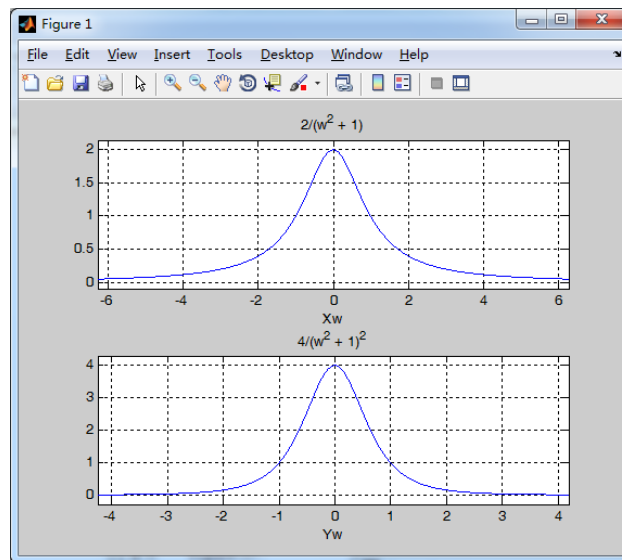 Figure 1
File Edit View Insert Tools Desktop Window Help
2/(w² + 1)
2
1.5
1
0.5
0
-6 -4 -2 0 2 4 6
Xw
4/(w² + 1)²
4
3
2
1
0
-4 -3 -2 -1 0 1 2 3 4
Yw